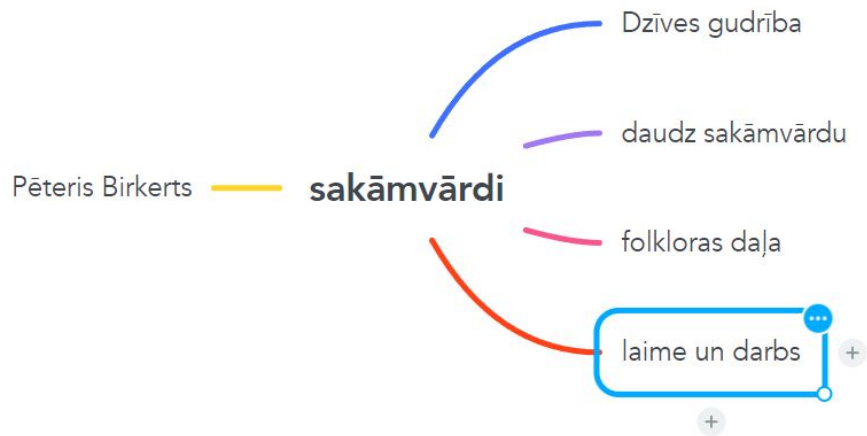 Dzīves gudrība
daudz sakāmvārdu
Pēteris Birkerts
sakāmvārdi
folkloras daļa
laime un darbs